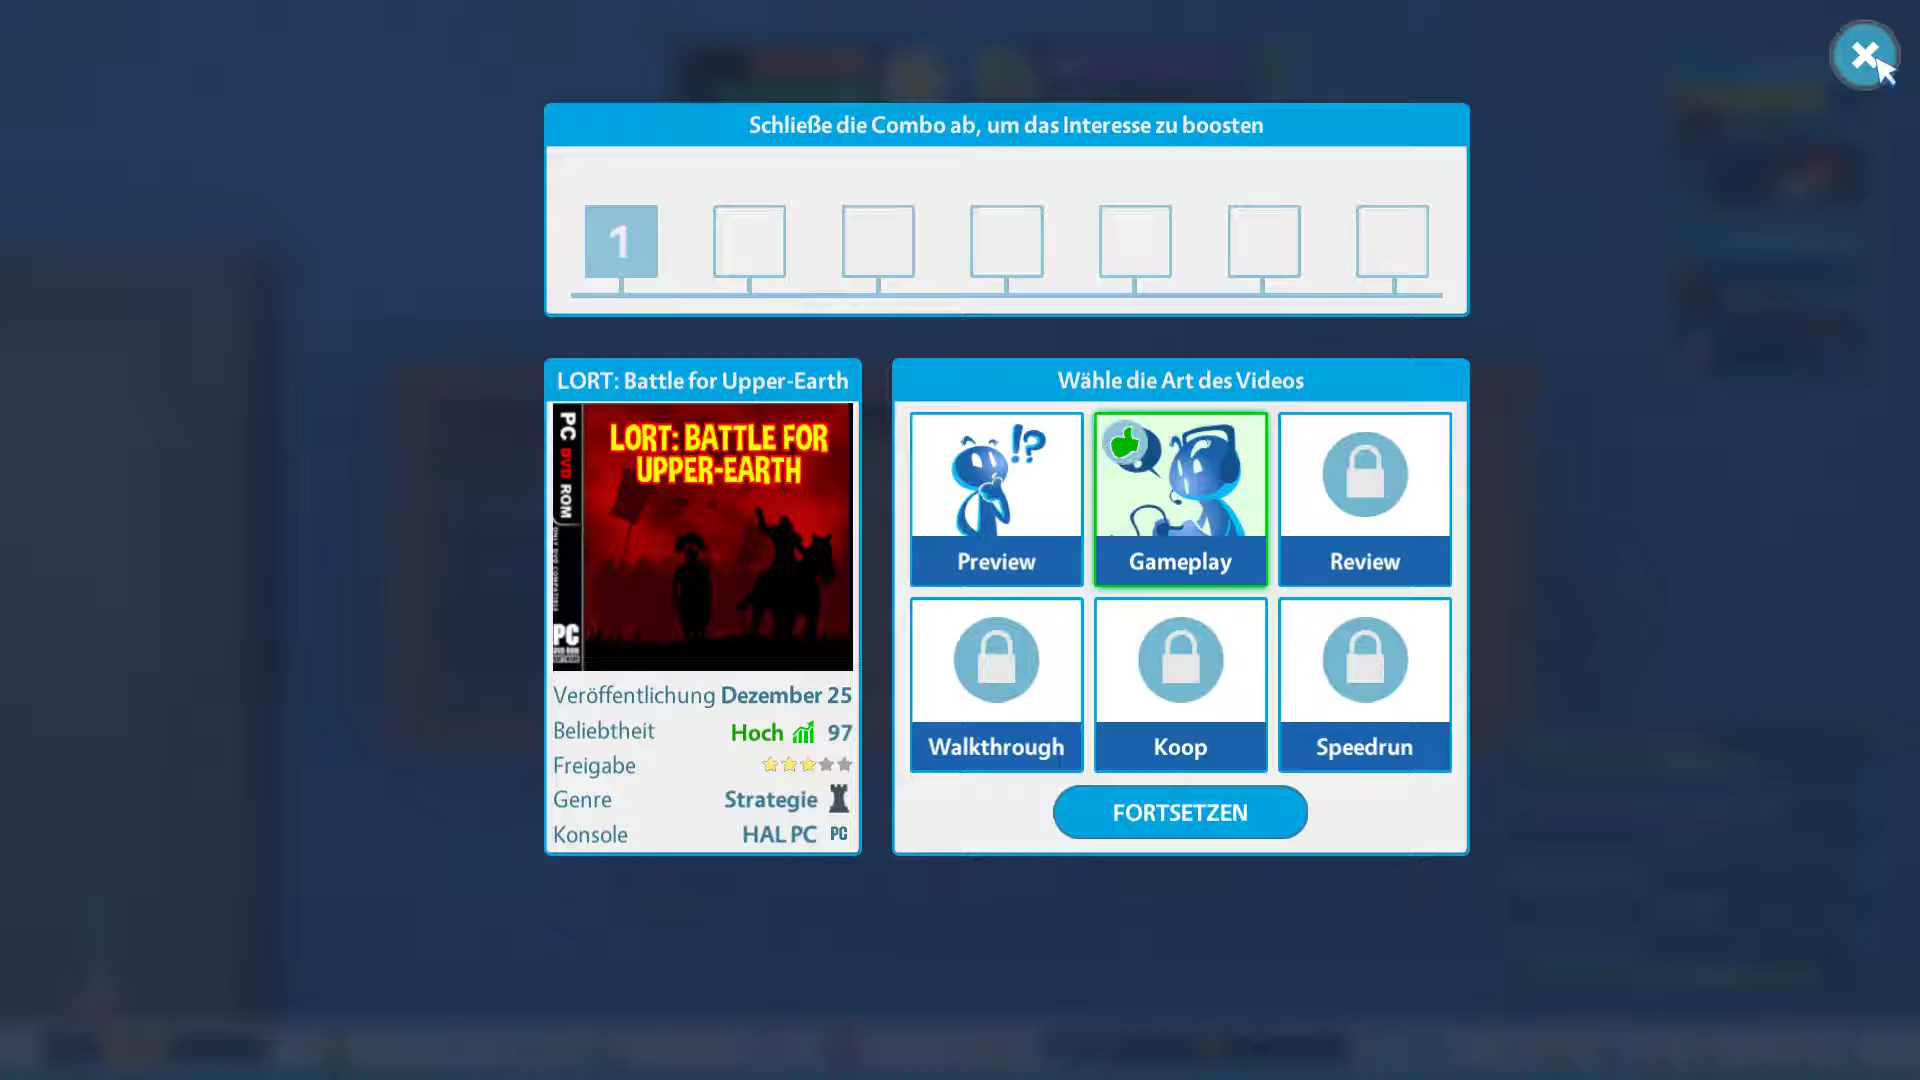 Schließe die Combo ab, um das Interesse zu boosten
1
LORT: Battle for Upper-Earth
PC DVD ROM
LORT: BATTLE FOR
UPPER-EARTH
PC
Veröffentlichung Dezember 25
Beliebtheit Hoch 97
Freigabe
Genre Strategie
Konsole HAL PC PC
Wähle die Art des Videos
!?
Preview
Gameplay
Review
Walkthrough
Koop
Speedrun
FORTSETZEN